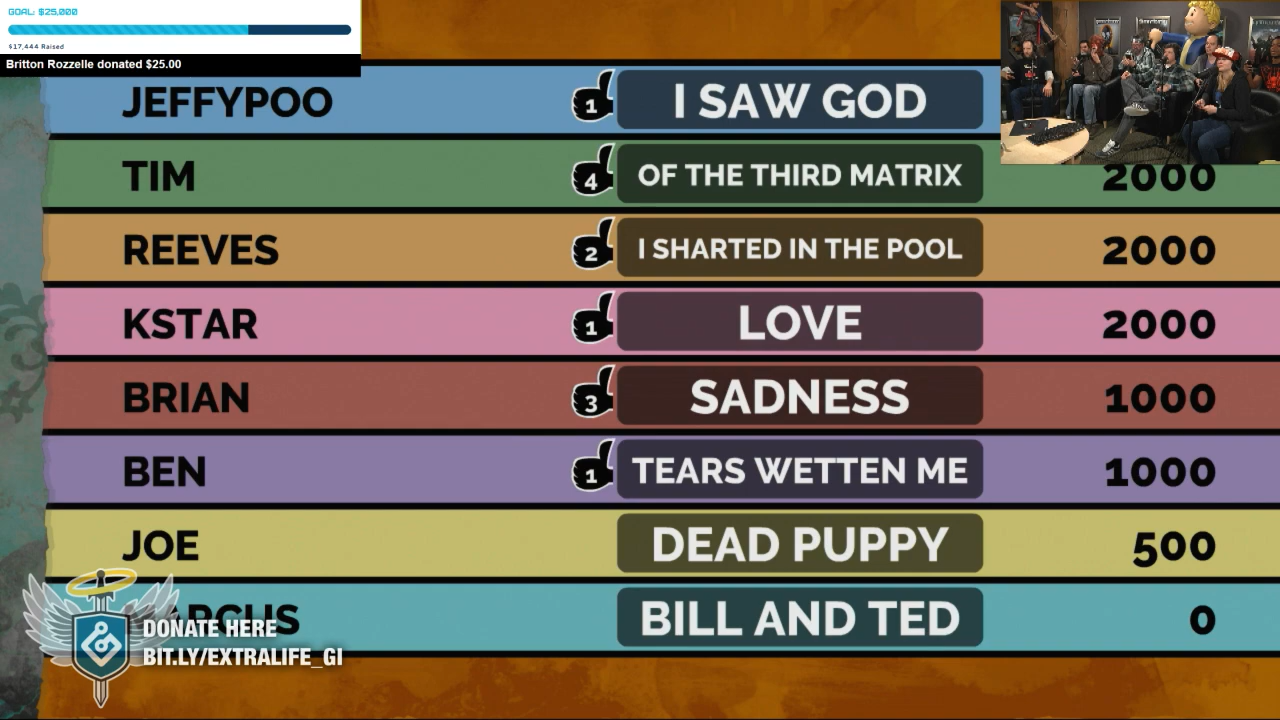 GOAL: $25,000
$17,444 Raised
Britton Rozzelle donated $25.00
JEFFYPOO 1 I SAW GOD
TIM 4 OF THE THIRD MATRIX 2000
REEVES 2 I SHARTED IN THE POOL 2000
KSTAR 1 LOVE 2000
BRIAN 3 SADNESS 1000
BEN 1 TEARS WETTEN ME 1000
JOE DEAD PUPPY 500
BILL AND TED 0
DONATE HERE
BIT.LY/EXTRALIFE_GI